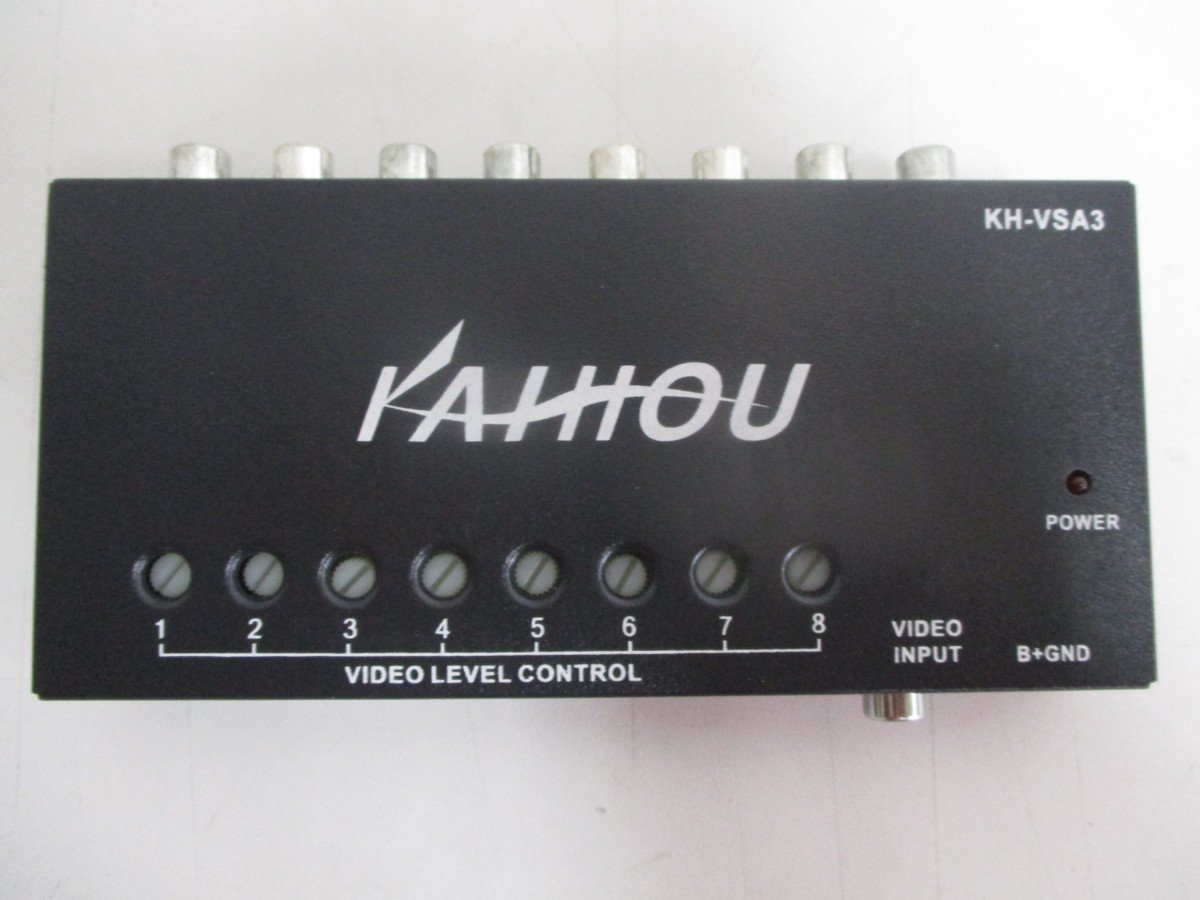 KH-VSA3
KAIHOU
POWER
1 2 3 4 5 6 7 8
VIDEO LEVEL CONTROL
VIDEO
INPUT
B+GND